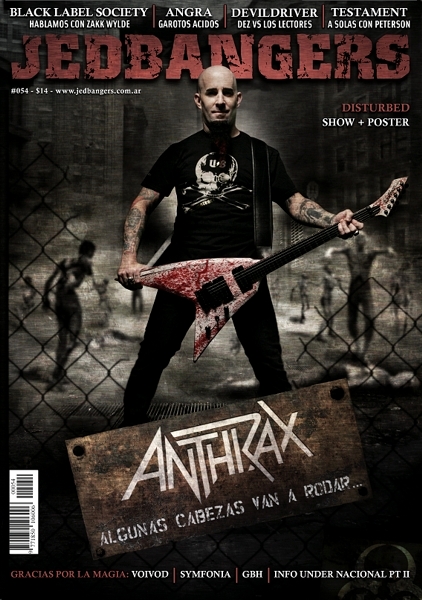 BLACK LABEL SOCIETY | ANGRA | DEVILDRIVER | TESTAMENT
HABLAMOS CON ZAKK WYLDE | GAROTOS ACIDOS | DEZ VS LOS LECTORES | A SOLAS CON PETERSON
JEDBANGERS
#054 - $14 - www.jedbangers.com.ar
DISTURBED
SHOW + POSTER
ANTHRAX
ALGUNAS CABEZAS VAN A RODAR...
00054
GRACIAS POR LA MAGIA: VOIVOD | SYMFONIA | GBH | INFO UNDER NATIONAL PT II